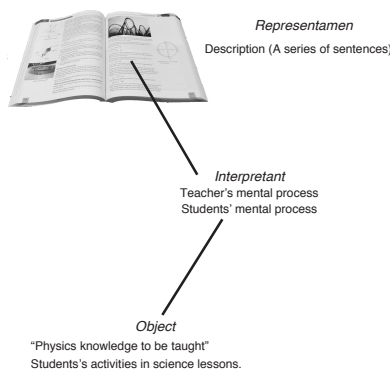 Representamen
Description (A series of sentences)
Interpretant
Teacher's mental process
Students' mental process
Object
“Physics knowledge to be taught”
Students's activities in science lessons.